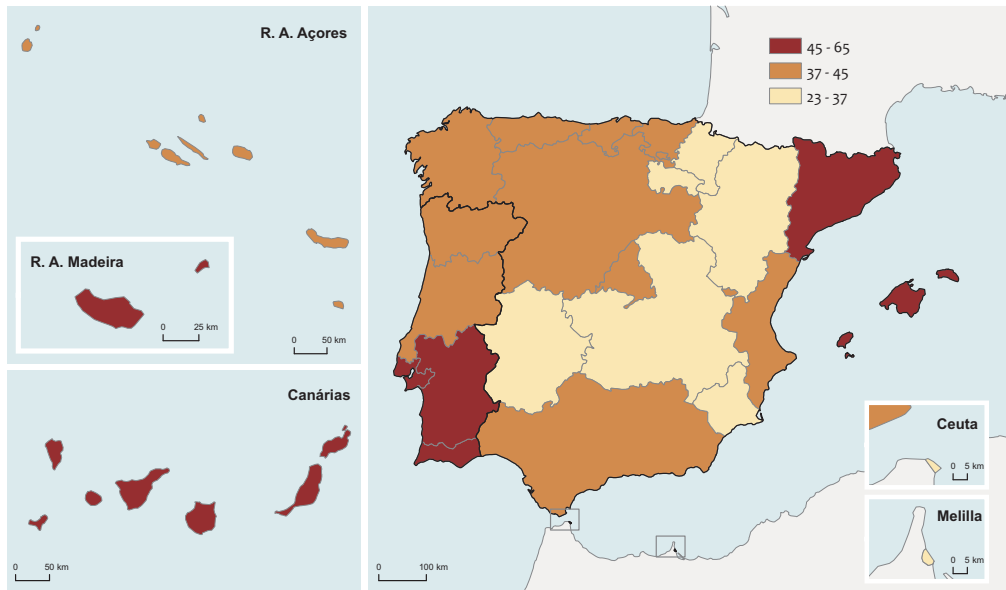 R. A. Açores
R. A. Madeira
0 25 km
0 50 km
Canárias
0 50 km
45 - 65
37 - 45
23 - 37
0 100 km
Ceuta
0 5 km
Melilla
0 5 km